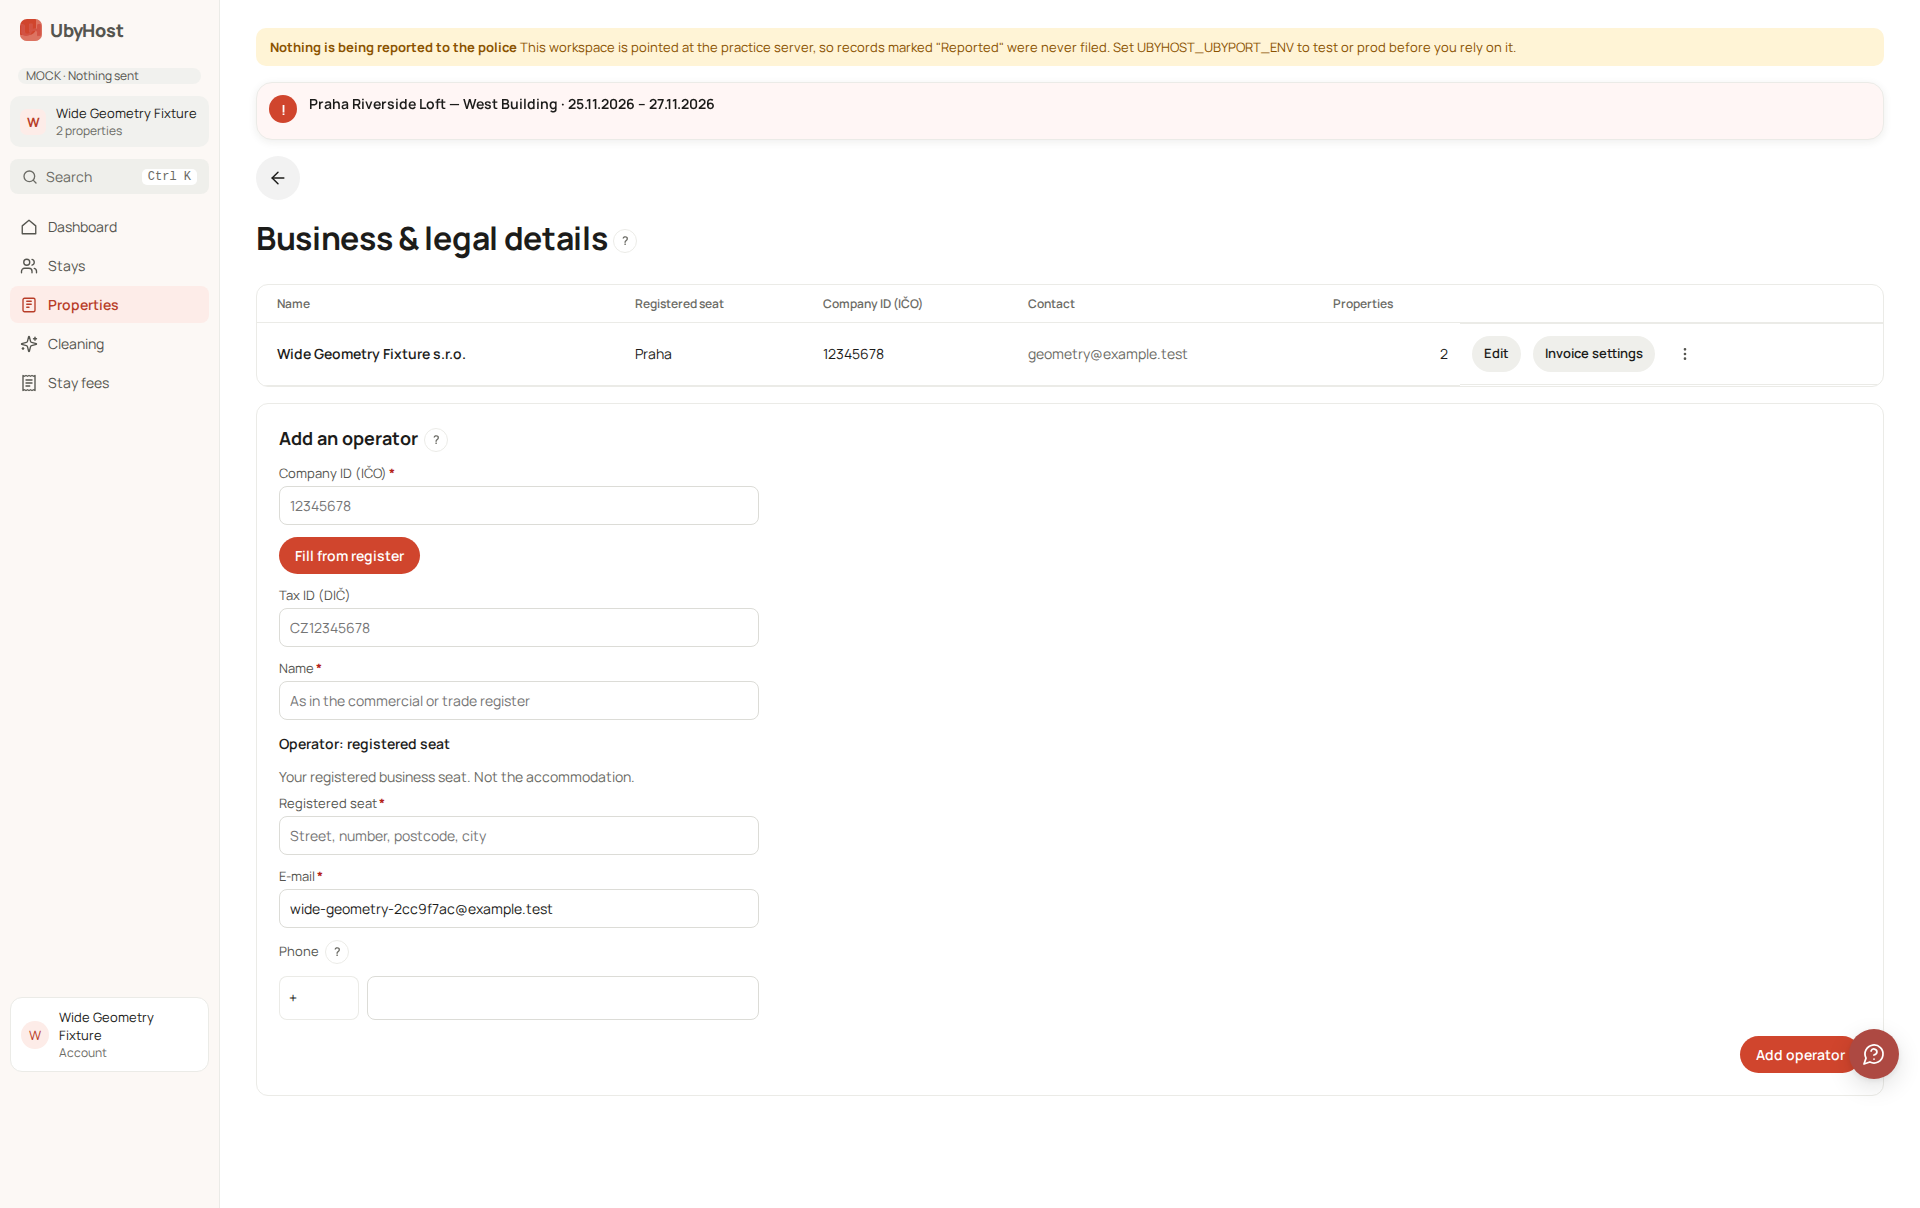 UbyHost
MOCK · Nothing sent
W
Wide Geometry Fixture
2 properties
Search
Ctrl K
Dashboard
Stays
Properties
Cleaning
Stay fees
W
Wide Geometry
Fixture
Account
Nothing is being reported to the police This workspace is pointed at the practice server, so records marked "Reported" were never filed. Set UBYHOST_UBYPORT_ENV to test or prod before you rely on it.
!
Praha Riverside Loft — West Building · 25.11.2026 – 27.11.2026
Business & legal details ?
Name Registered seat Company ID (IČO) Contact Properties
Wide Geometry Fixture s.r.o. Praha 12345678 geometry@example.test 2 Edit Invoice settings
Add an operator ?
Company ID (IČO) *
12345678
Fill from register
Tax ID (DIČ)
CZ12345678
Name *
As in the commercial or trade register
Operator: registered seat
Your registered business seat. Not the accommodation.
Registered seat *
Street, number, postcode, city
E-mail *
wide-geometry-2cc9f7ac@example.test
Phone ?
+
Add operator